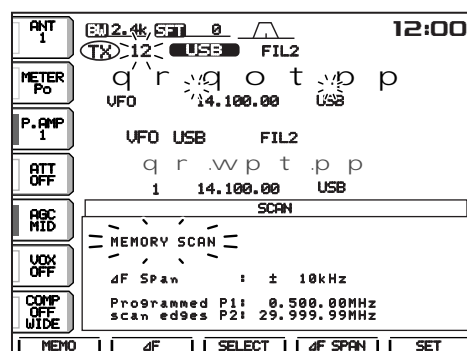 ANT
1
BW 2.4k SFT 0
12:00
TX 12 USB FIL2
METER
Po
q r q o t p p
VFO 14.100.00 USB
P.AMP
1
VFO USB FIL2
ATT
OFF
q r .w p t .p p
1 14.100.00 USB
AGC
MID
SCAN
MEMORY SCAN
VOX
OFF
⊿F Span : ± 10kHz
COMP
OFF
WIDE
Programmed P1: 0.500.00MHz
scan edges P2: 29.999.99MHz
MEMO ⊿F SELECT ⊿F SPAN SET